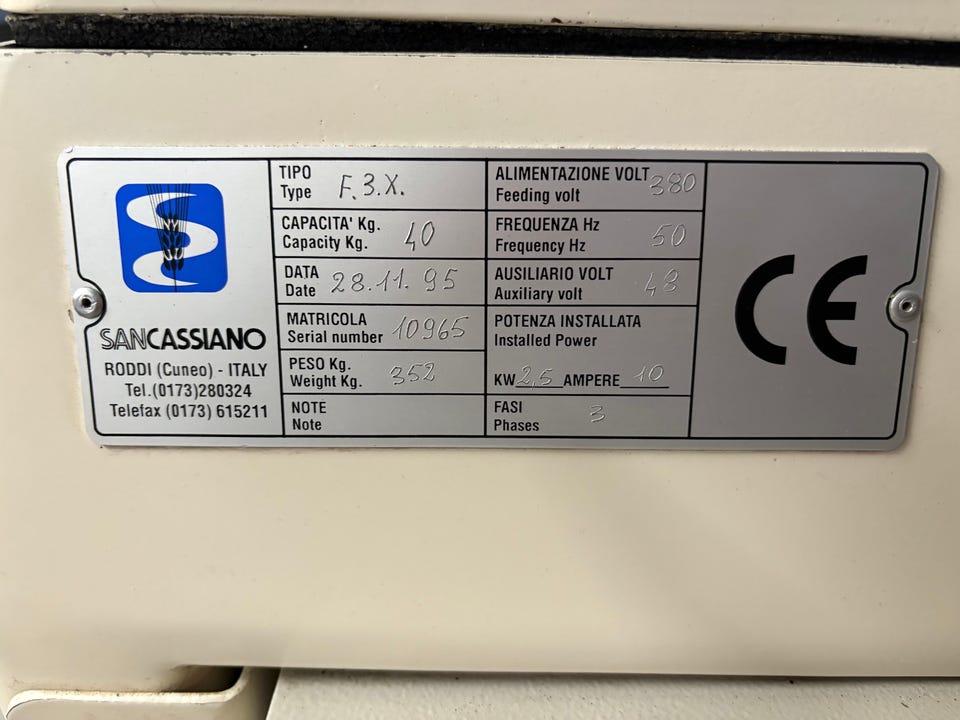 SANCASSIANO
RODDI (Cuneo) - ITALY
Tel.(0173)280324
Telefax (0173) 615211
TIPO
Type F.3.X.
CAPACITA' Kg.
Capacity Kg. 40
DATA
Date 28.11.95
MATRICOLA
Serial number 10965
PESO Kg.
Weight Kg. 352
NOTE
Note
ALIMENTAZIONE VOLT 380
Feeding volt
FREQUENZA Hz
Frequency Hz 50
AUSILIARIO VOLT
Auxiliary volt 48
POTENZA INSTALLATA
Installed Power
KW 2,5 AMPERE 10
FASI
Phases 3
CE